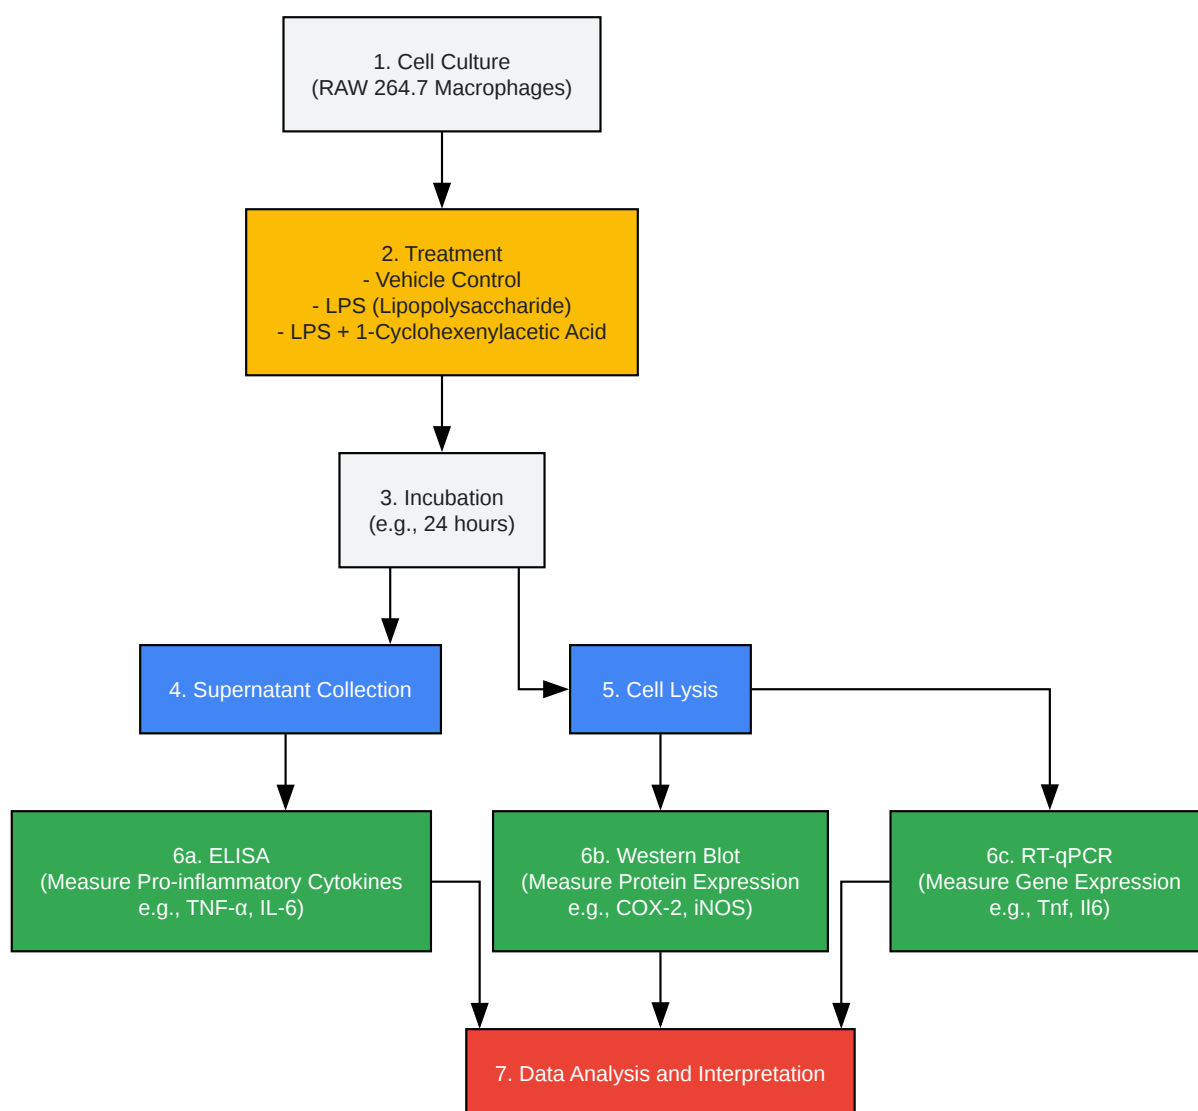 1. Cell Culture
(RAW 264.7 Macrophages)
2. Treatment
- Vehicle Control
- LPS (Lipopolysaccharide)
- LPS + 1-Cyclohexenylacetic Acid
3. Incubation
(e.g., 24 hours)
4. Supernatant Collection
5. Cell Lysis
6a. ELISA
(Measure Pro-inflammatory Cytokines
e.g., TNF-α, IL-6)
6b. Western Blot
(Measure Protein Expression
e.g., COX-2, iNOS)
6c. RT-qPCR
(Measure Gene Expression
e.g., Tnf, Il6)
7. Data Analysis and Interpretation